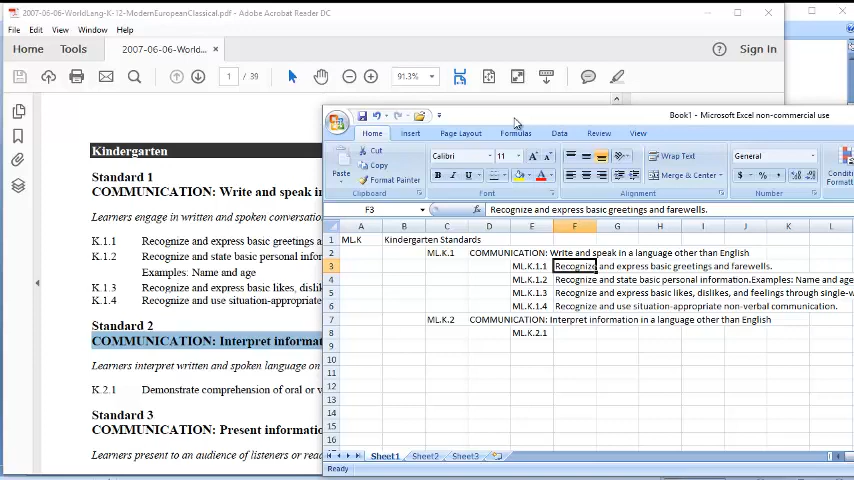 2007-06-06-WorldLang-K-12-ModernEuropeanClassical.pdf - Adobe Acrobat Reader DC
File Edit View Window Help
Home Tools 2007-06-06-World... × Sign In
1 / 39 91.3%
Kindergarten
Standard 1
COMMUNICATION: Write and speak i
Learners engage in written and spoken conversatio
K.1.1 Recognize and express basic greetings a
K.1.2 Recognize and state basic personal informa
Examples: Name and age
K.1.3 Recognize and express basic likes, disli
K.1.4 Recognize and use situation-appropriate
Standard 2
COMMUNICATION: Interpret informat
Learners interpret written and spoken language on
K.2.1 Demonstrate comprehension of oral or v
Standard 3
COMMUNICATION: Present informatio
Learners present to an audience of listeners or rea
Book1 - Microsoft Excel non-commercial use
Home Insert Page Layout Formulas Data Review View
Paste Cut Copy Format Painter
Calibri 11 Wrap Text Merge & Center General
Clipboard Font Alignment Number
F3 Recognize and express basic greetings and farewells.
A B C D E F G H I J K L
1 ML.K Kindergarten Standards
2 ML.K.1 COMMUNICATION: Write and speak in a language other than English
3 ML.K.1.1 Recognize and express basic greetings and farewells.
4 ML.K.1.2 Recognize and state basic personal information.Examples: Name and age
5 ML.K.1.3 Recognize and express basic likes, dislikes, and feelings through single-w
6 ML.K.1.4 Recognize and use situation-appropriate non-verbal communication.
7 ML.K.2 COMMUNICATION: Interpret information in a language other than English
8 ML.K.2.1
9
10
11
12
13
14
15
16
Sheet1 Sheet2 Sheet3
Ready